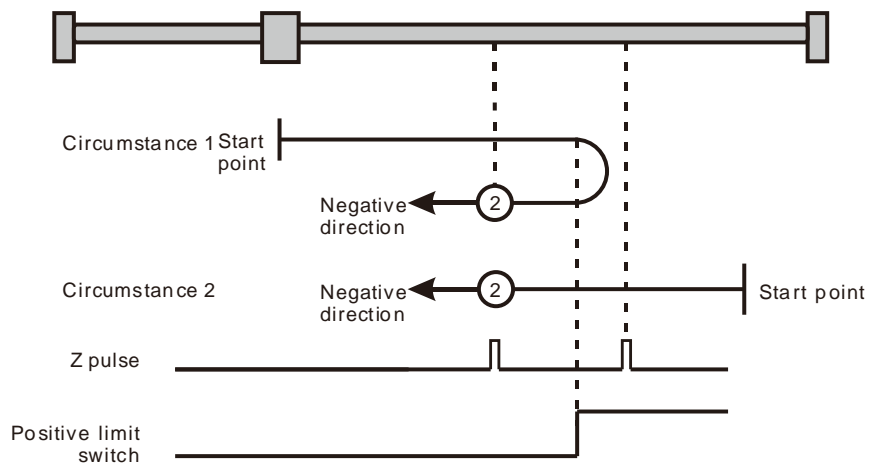 Circumstance 1 Start
point
Negative
direction
2
Circumstance 2
Negative
direction
2
Start point
Z pulse
Positive limit
switch